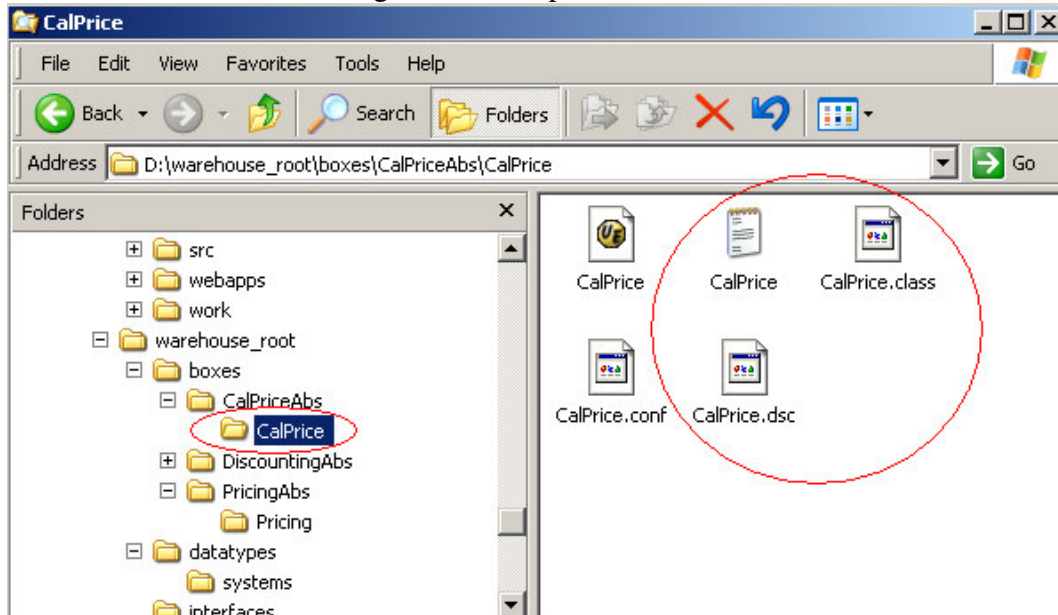 CalPrice
File Edit View Favorites Tools Help
Back Search Folders
Address D:\warehouse_root\boxes\CalPriceAbs\CalPrice Go
Folders
src
webapps
work
warehouse_root
boxes
CalPriceAbs
CalPrice
DiscountingAbs
PricingAbs
Pricing
datatypes
systems
interfaces
CalPrice CalPrice CalPrice.class
CalPrice.conf CalPrice.dsc